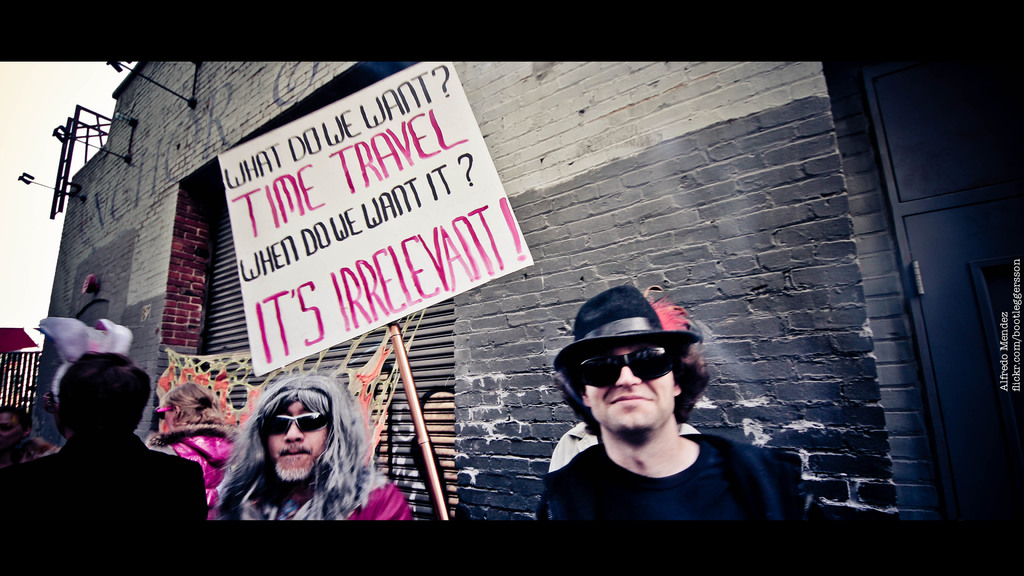 WHAT DO WE WANT?
TIME TRAVEL
WHEN DO WE WANT IT?
IT'S IRRELEVANT!
Alfredo Mendez
flickr.com/bootleggersson